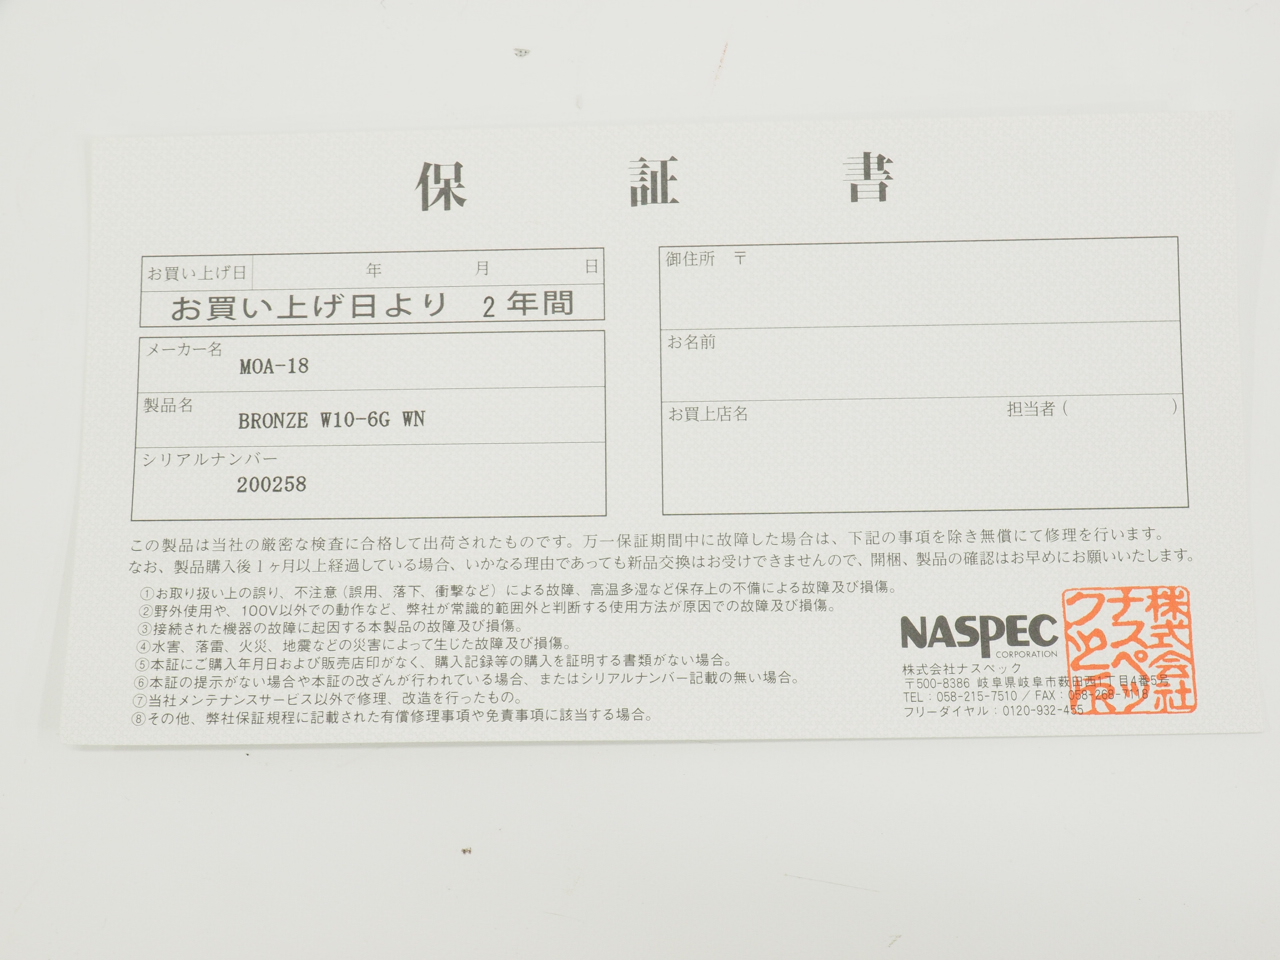 保証書
お買い上げ日 年 月 日
お買い上げ日より 2年間
メーカー名
MOA-18
製品名
BRONZE W10-6G WN
シリアルナンバー
200258
御住所 〒
お名前
お買上店名 担当者( )
この製品は当社の厳密な検査に合格して出荷されたものです。万一保証期間中に故障した場合は、下記の事項を除き無償にて修理を行います。
なお、製品購入後1ヶ月以上経過している場合、いかなる理由であっても新品交換はお受けできませんので、開梱、製品の確認はお早めにお願いいたします。
①お取り扱い上の誤り、不注意（誤用、落下、衝撃など）による故障、高温多湿など保存上の不備による故障及び損傷。
②野外使用や、100V以外での動作など、弊社が常識的範囲外と判断する使用方法が原因での故障及び損傷。
③接続された機器の故障に起因する本製品の故障及び損傷。
④水害、落雷、火災、地震などの災害によって生じた故障及び損傷。
⑤本証にご購入年月日および販売店印がなく、購入記録等の購入を証明する書類がない場合。
⑥本証の提示がない場合や本証の改ざんが行われている場合、またはシリアルナンバー記載の無い場合。
⑦当社メンテナンスサービス以外で修理、改造を行ったもの。
⑧その他、弊社保証規程に記載された有償修理事項や免責事項に該当する場合。
NASPEC
CORPORATION
株式会社ナスペック
〒500-8386 岐阜県岐阜市薮田西1丁目4番5号
TEL：058-215-7510 / FAX：058-268-7118
フリーダイヤル：0120-932-455
株式会社
ナスペッ
ク